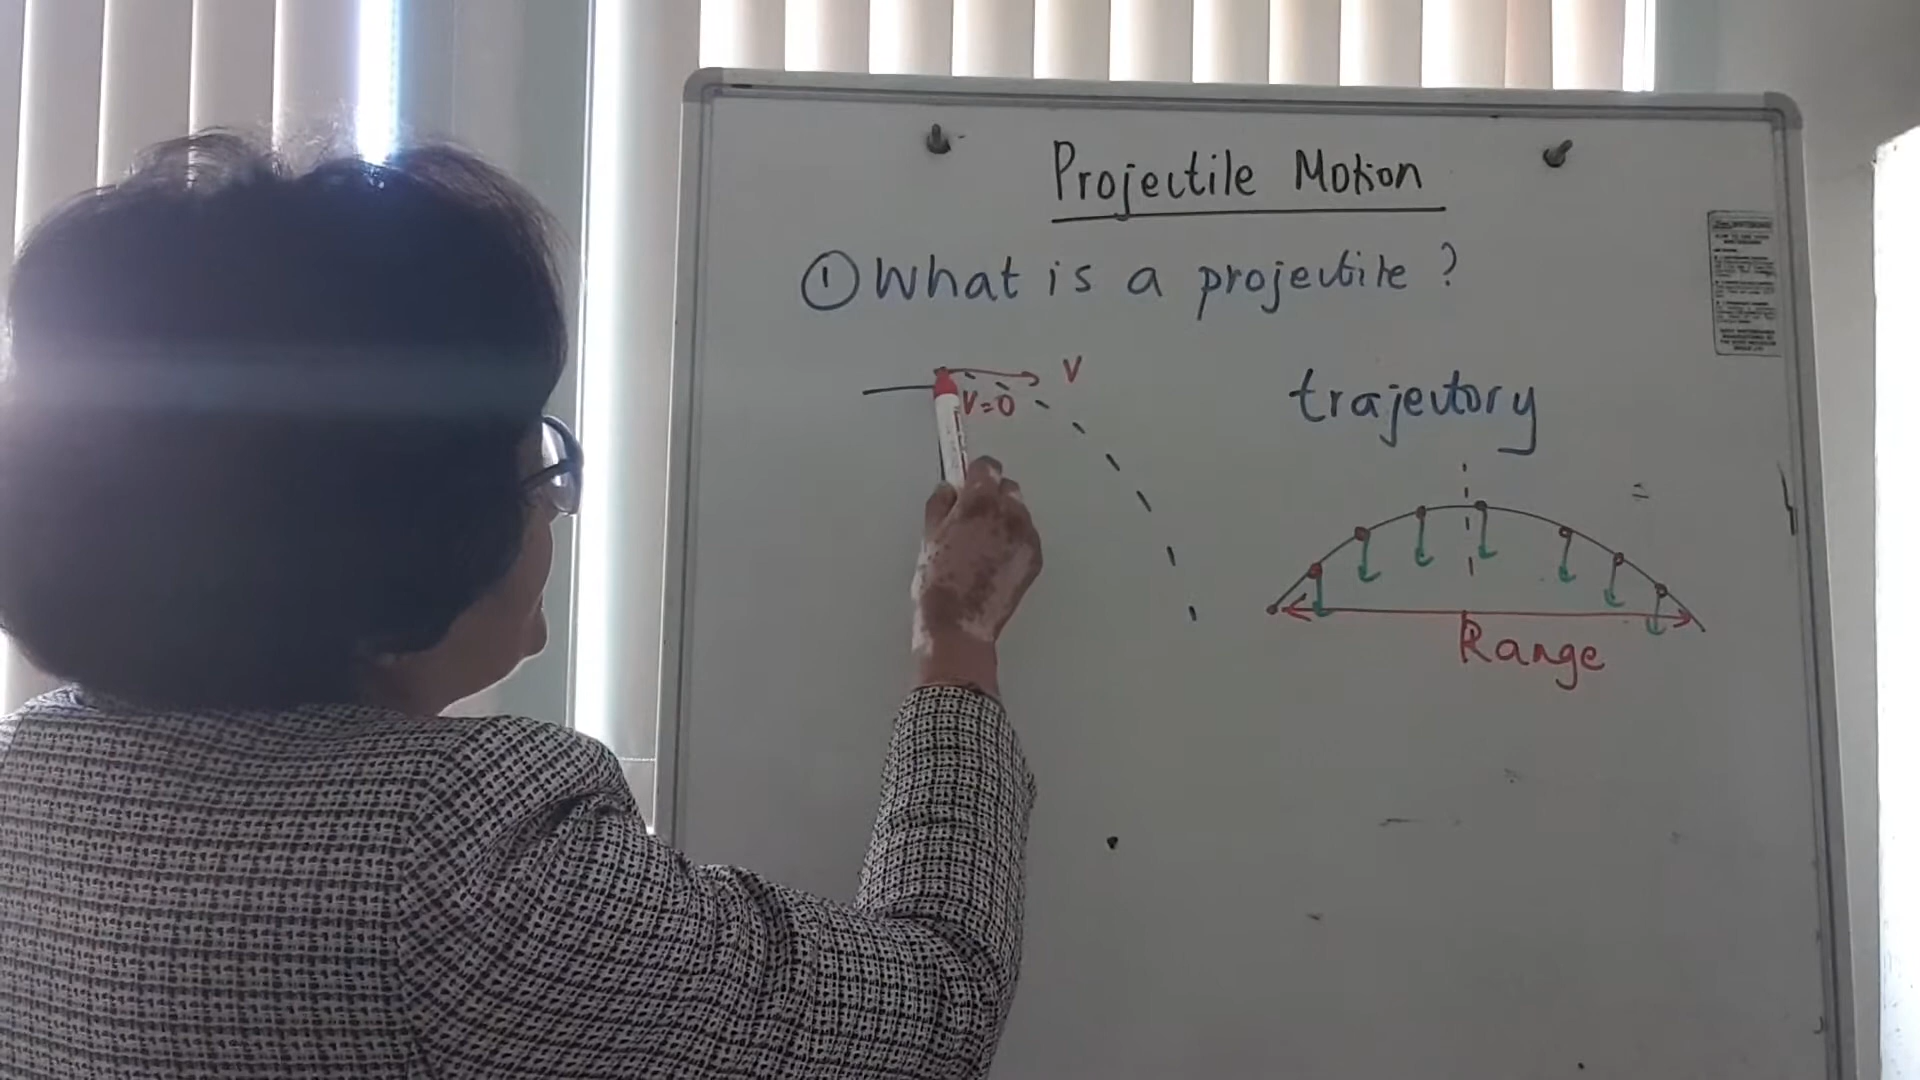 Projectile Motion
① What is a projectile?
V
V=0
trajectory
Range